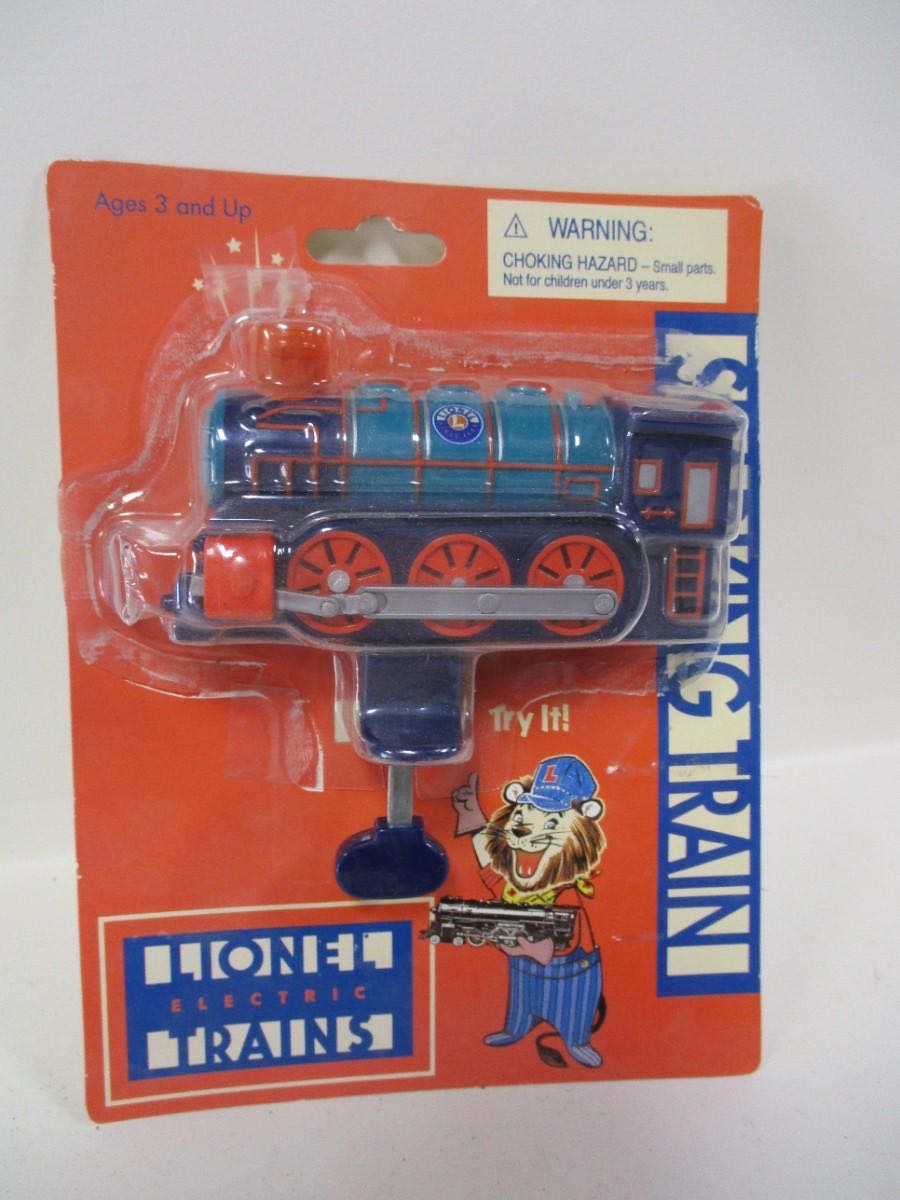 Ages 3 and Up
⚠ WARNING:
CHOKING HAZARD – Small parts.
Not for children under 3 years.
LIONEL
TRAIN
Try It!
L
LIONEL
ELECTRIC
TRAINS